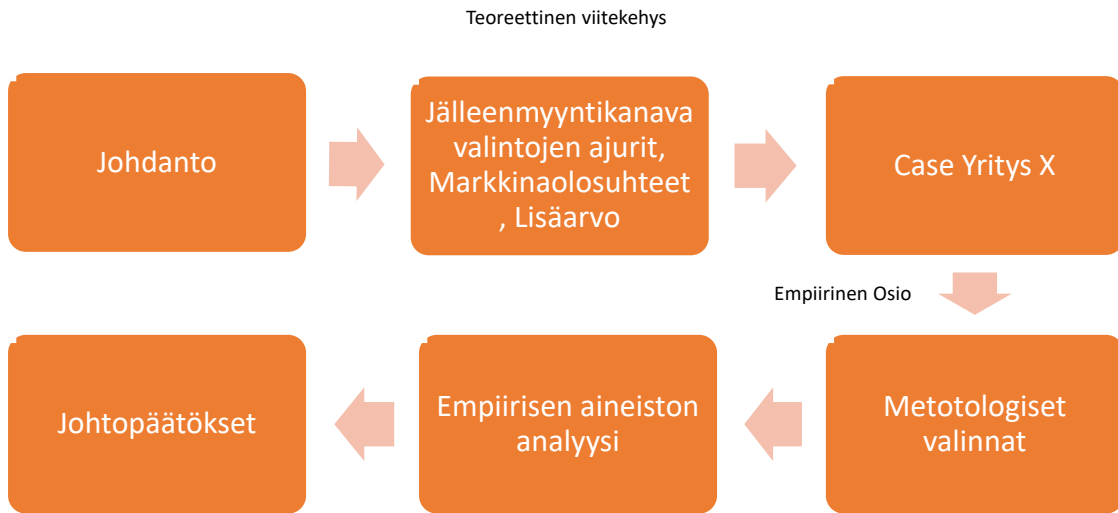 Teoreettinen viitekehys
Johdanto
Jälleenmyyntikanava
valintojen ajurit,
Markkinaolosuhteet
, Lisäarvo
Case Yritys X
Empiirinen Osio
Metotologiset
valinnat
Empiirisen aineiston
analyysi
Johtopäätökset